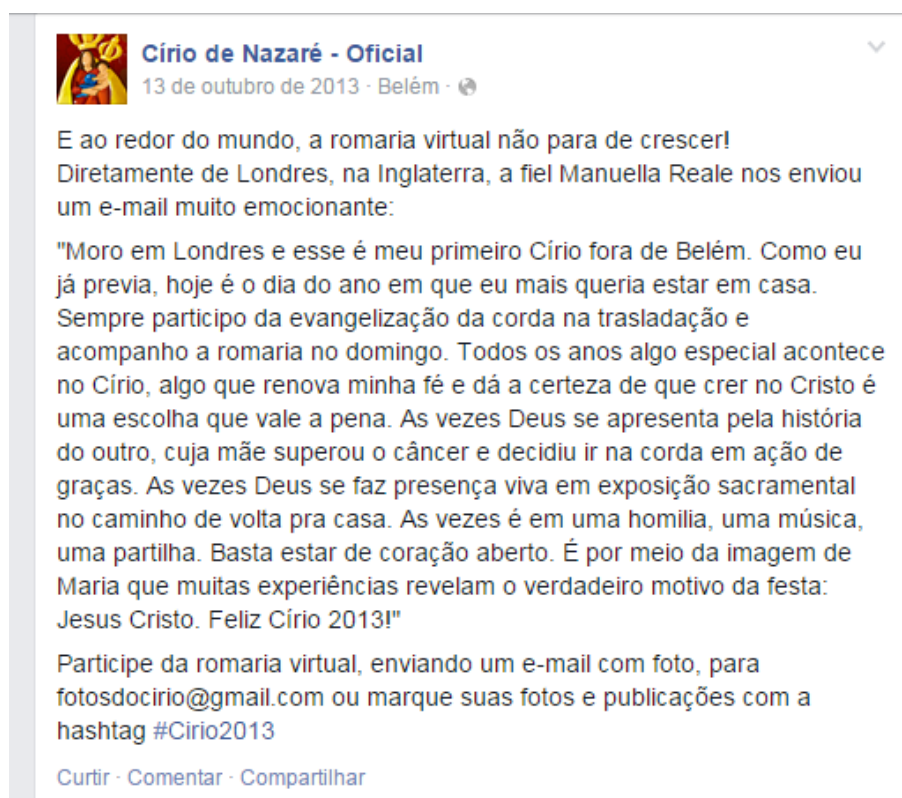 Círio de Nazaré - Oficial
13 de outubro de 2013 · Belém ·
E ao redor do mundo, a romaria virtual não para de crescer!
Diretamente de Londres, na Inglaterra, a fiel Manuella Reale nos enviou
um e-mail muito emocionante:
"Moro em Londres e esse é meu primeiro Círio fora de Belém. Como eu
já previa, hoje é o dia do ano em que eu mais queria estar em casa.
Sempre participo da evangelização da corda na trasladação e
acompanho a romaria no domingo. Todos os anos algo especial acontece
no Círio, algo que renova minha fé e dá a certeza de que crer no Cristo é
uma escolha que vale a pena. As vezes Deus se apresenta pela história
do outro, cuja mãe superou o câncer e decidiu ir na corda em ação de
graças. As vezes Deus se faz presença viva em exposição sacramental
no caminho de volta pra casa. As vezes é em uma homilia, uma música,
uma partilha. Basta estar de coração aberto. É por meio da imagem de
Maria que muitas experiências revelam o verdadeiro motivo da festa:
Jesus Cristo. Feliz Círio 2013!"
Participe da romaria virtual, enviando um e-mail com foto, para
fotosdocirio@gmail.com ou marque suas fotos e publicações com a
hashtag #Cirio2013
Curtir · Comentar · Compartilhar